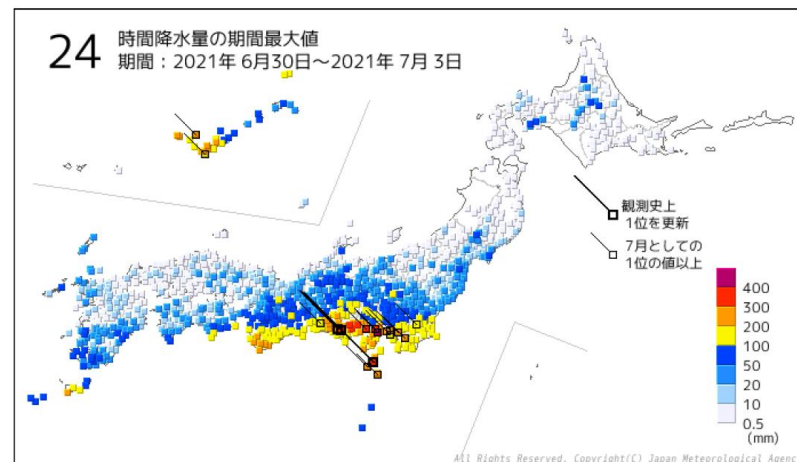 24 時間降水量の期間最大値
期間：2021年 6月30日～2021年 7月 3日
観測史上
1位を更新
7月としての
1位の値以上
400
300
200
100
50
20
10
0.5
(mm)
All Rights Reserved. Copyright(C) Japan Meteorological Agenc